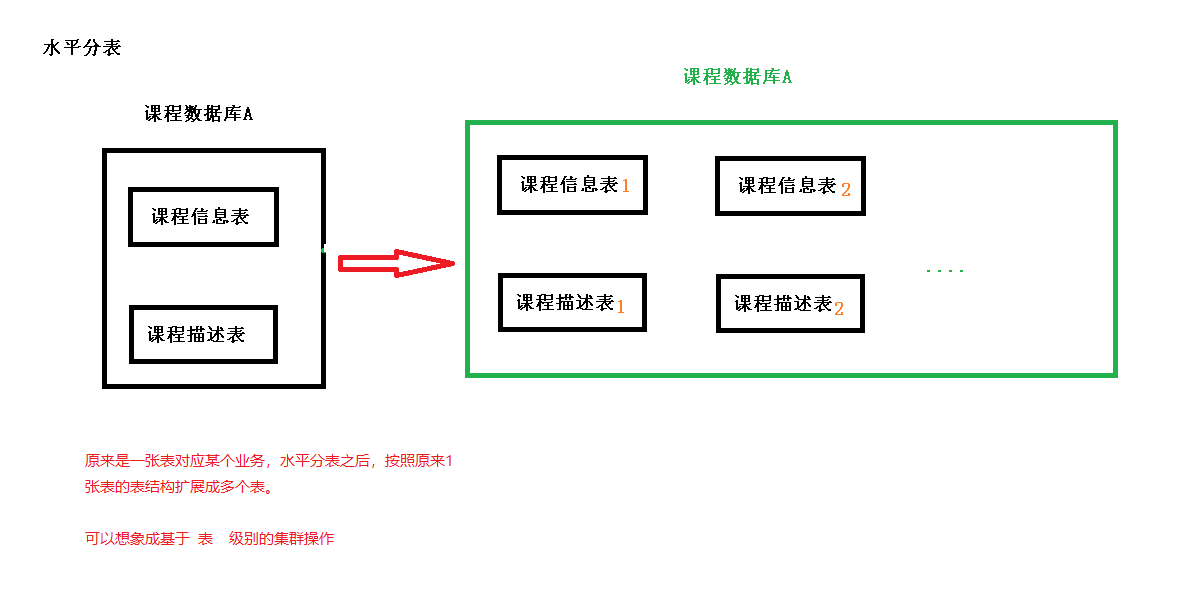 水平分表
课程数据库A
课程数据库A
课程信息表
课程描述表
课程信息表1
课程信息表2
课程描述表1
课程描述表2
....
原来是一张表对应某个业务，水平分表之后，按照原来1
张表的表结构扩展成多个表。
可以想象成基于 表 级别的集群操作